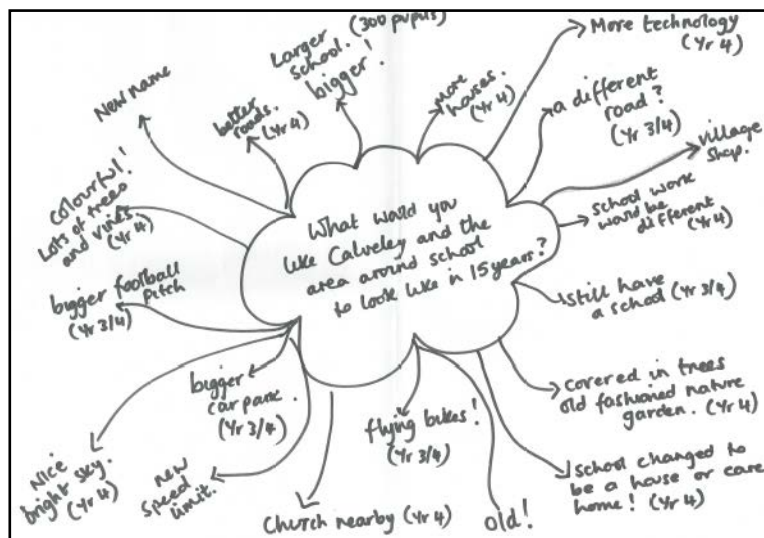 What would you
like Calveley and the
area around school
to look like in 15 years?
New name
better
roads.
(Yr 4)
Larger
school. (300 pupils)
bigger!
more
houses.
(Yr 4)
More technology
(Yr 4)
a different
road?
(Yr 3/4)
village
shop.
school work
would be
different
(Yr 4)
still have
a school (Yr 3/4)
covered in trees
old fashioned nature
garden. (Yr 4)
school changed to
be a house or care
home! (Yr 4)
old!
flying bikes!
(Yr 3/4)
Church nearby (Yr 4)
new
speed
limit.
bigger
car park.
(Yr 3/4)
Nice
bright sky.
(Yr 4)
bigger football
pitch
(Yr 3/4)
Colourful!
Lots of trees
and vines.
(Yr 4)